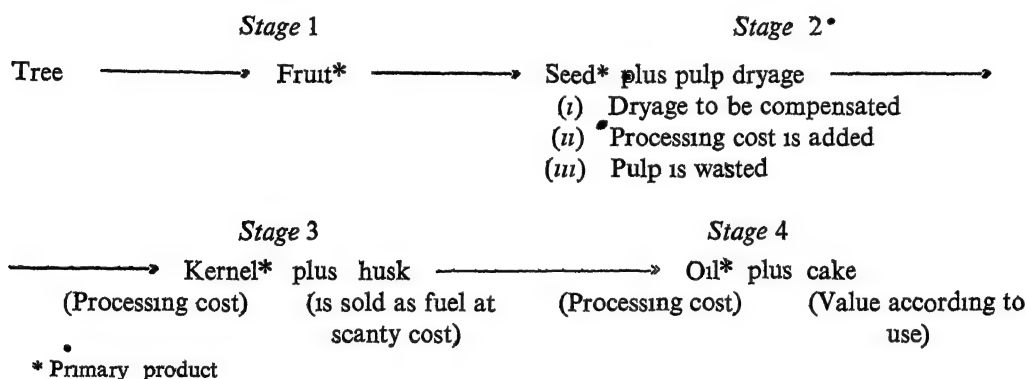 Stage 1 Stage 2
Tree Fruit* Seed* plus pulp dryage
(i) Dryage to be compensated
(ii) Processing cost is added
(iii) Pulp is wasted
Stage 3 Stage 4
Kernel* plus husk Oil* plus cake
(Processing cost) (is sold as fuel at (Processing cost) (Value according to
scanty cost) use)
* Primary product